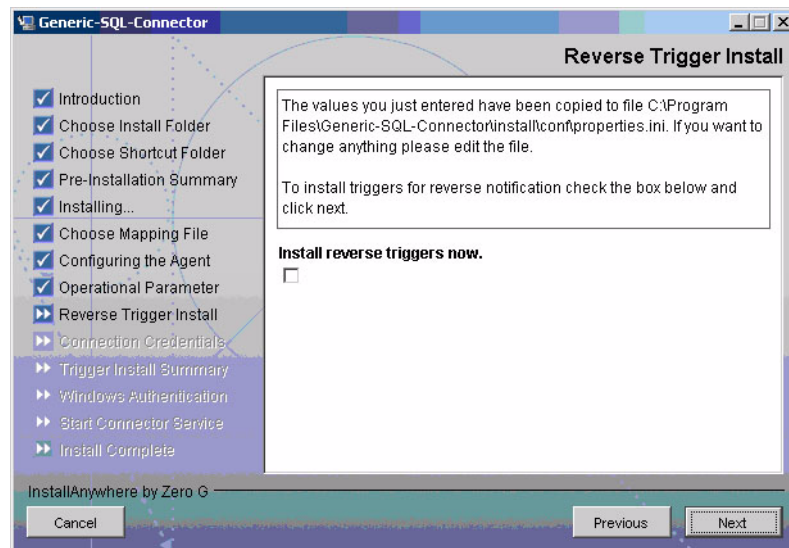 Generic-SQL-Connector
Reverse Trigger Install
Introduction
Choose Install Folder
Choose Shortcut Folder
Pre-Installation Summary
Installing...
Choose Mapping File
Configuring the Agent
Operational Parameter
Reverse Trigger Install
Connection Credentials
Trigger Install Summary
Windows Authentication
Start Connector Service
Install Complete
The values you just entered have been copied to file C:\Program
Files\Generic-SQL-Connector\install\conf\properties.ini. If you want to
change anything please edit the file.
To install triggers for reverse notification check the box below and
click next.
Install reverse triggers now.
InstallAnywhere by Zero G
Cancel
Previous
Next